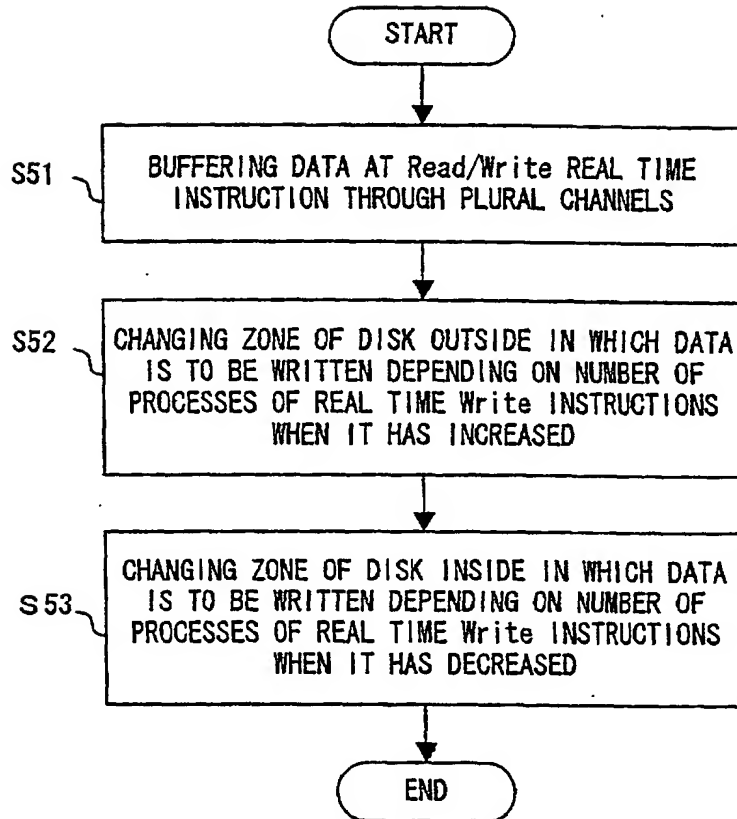 START
S51
BUFFERING DATA AT Read/Write REAL TIME
INSTRUCTION THROUGH PLURAL CHANNELS
S52
CHANGING ZONE OF DISK OUTSIDE IN WHICH DATA
IS TO BE WRITTEN DEPENDING ON NUMBER OF
PROCESSES OF REAL TIME Write INSTRUCTIONS
WHEN IT HAS INCREASED
S53
CHANGING ZONE OF DISK INSIDE IN WHICH DATA
IS TO BE WRITTEN DEPENDING ON NUMBER OF
PROCESSES OF REAL TIME Write INSTRUCTIONS
WHEN IT HAS DECREASED
END